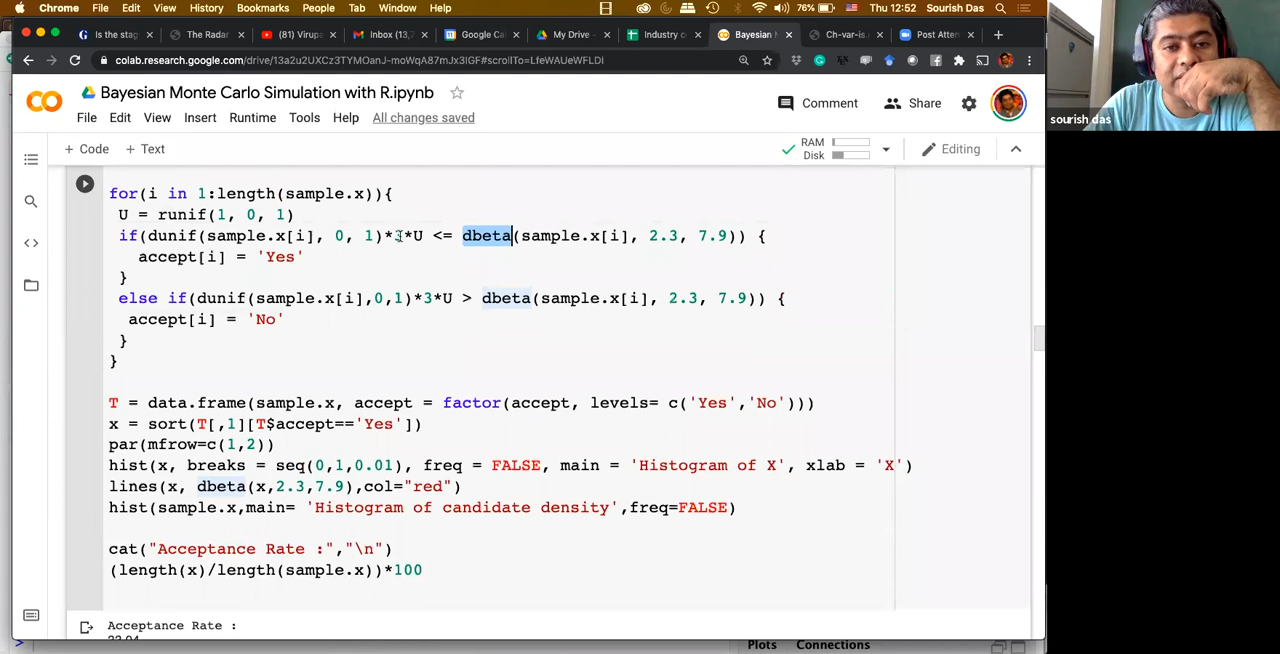 Chrome File Edit View History Bookmarks People Tab Window Help 76% Thu 12:52 Sourish Das
Is the stag The Radar (81) Virupa Inbox (13,7 Google Ca My Drive - Industry co Bayesian M Ch-var-is. Post Atten
colab.research.google.com/drive/13a2u2UXCz3TYMOanJ-moWqA87mJx3IGF#scrollTo=LfeWAUeWFLDI
Bayesian Monte Carlo Simulation with R.ipynb
Comment Share
File Edit View Insert Runtime Tools Help All changes saved
+ Code + Text RAM Disk Editing
for(i in 1:length(sample.x)){
U = runif(1, 0, 1)
if(dunif(sample.x[i], 0, 1)*3*U <= dbeta(sample.x[i], 2.3, 7.9)) {
accept[i] = 'Yes'
}
else if(dunif(sample.x[i],0,1)*3*U > dbeta(sample.x[i], 2.3, 7.9)) {
accept[i] = 'No'
}
}
T = data.frame(sample.x, accept = factor(accept, levels= c('Yes','No')))
x = sort(T[,1][T$accept=='Yes'])
par(mfrow=c(1,2))
hist(x, breaks = seq(0,1,0.01), freq = FALSE, main = 'Histogram of X', xlab = 'X')
lines(x, dbeta(x,2.3,7.9),col="red")
hist(sample.x,main= 'Histogram of candidate density',freq=FALSE)
cat("Acceptance Rate :","\n")
(length(x)/length(sample.x))*100
Acceptance Rate :
Plots Connections
sourish das